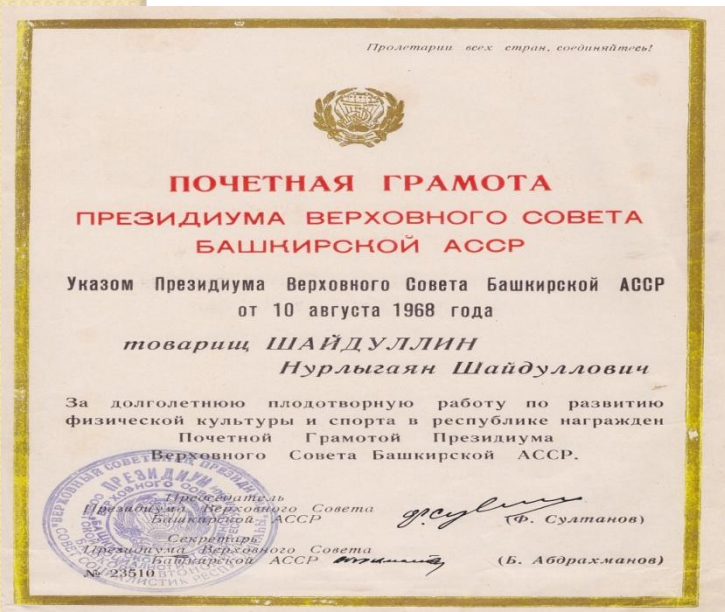 Пролетарии всех стран, соединяйтесь!
ПОЧЕТНАЯ ГРАМОТА
ПРЕЗИДИУМА ВЕРХОВНОГО СОВЕТА
БАШКИРСКОЙ АССР
Указом Президиума Верховного Совета Башкирской АССР
от 10 августа 1968 года
товарищ ШАЙДУЛЛИН
Нурлыгаян Шайдуллович
За долголетнюю плодотворную работу по развитию
физической культуры и спорта в республике награжден
Почетной Грамотой Президиума
Верховного Совета Башкирской АССР.
Председатель
Президиума Верховного Совета
Башкирской АССР
(Ф. Султанов)
Секретарь
Президиума Верховного Совета
Башкирской АССР
(Б. Абдрахманов)
№ 23510
ПРЕЗИДИУМ
ВЕРХОВНОГО